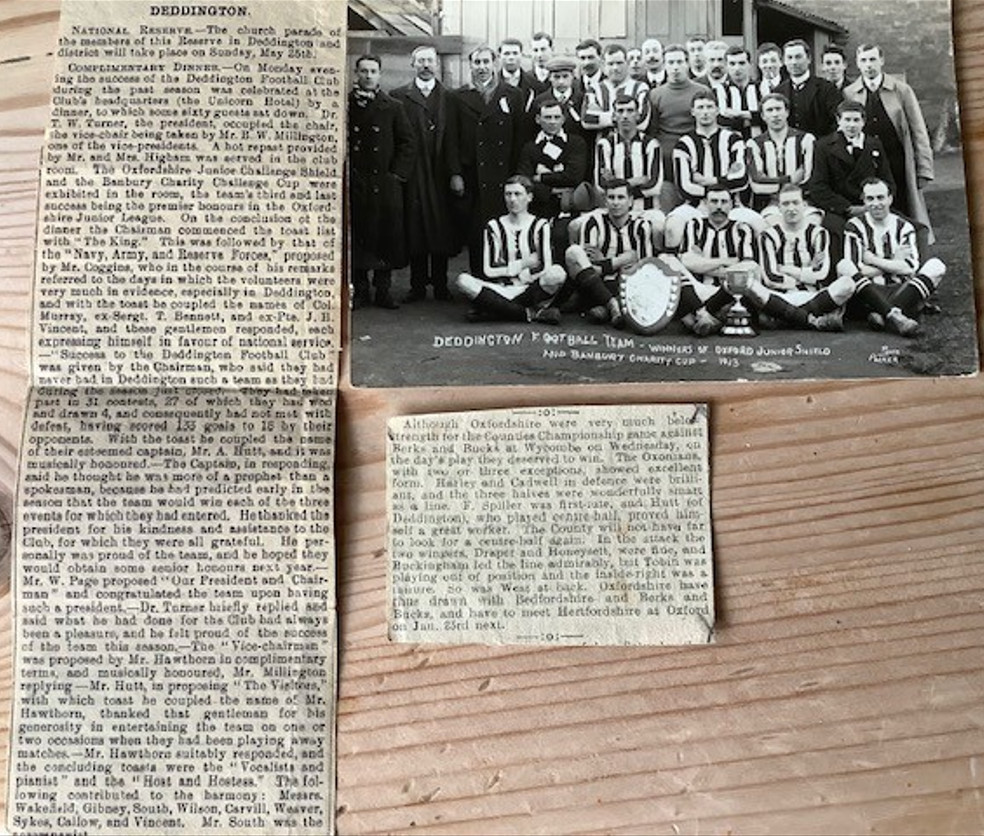 DEDDINGTON.
NATIONAL RESERVE.—The church parade of
the members of this Reserve in Deddington and
district will take place on Sunday, May 25th.
COMPLIMENTARY DINNER.—On Monday even-
ing the success of the Deddington Football Club
during the past season was celebrated at the
Club's headquarters (the Unicorn Hotel) by a
dinner, to which some sixty guests sat down. Dr.
T. W. Turner, the president, occupied the chair,
the vice-chair being taken by Mr. B. W. Millington,
one of the vice-presidents. A hot repast provided
by Mr. and Mrs. Higham was served in the club
room. The Oxfordshire Junior Challenge Shield
and the Banbury Charity Challenge Cup were
exhibited in the room, the team's third and last
success being the premier honours in the Oxford-
shire Junior League. On the conclusion of the
dinner the Chairman commenced the toast list
with "The King." This was followed by that of
the "Navy, Army, and Reserve Forces," proposed
by Mr. Coggins, who in the course of his remarks
referred to the days in which the volunteers were
very much in evidence, especially in Deddington,
and with the toast he coupled the names of Col.
Murray, ex-Sergt. T. Bennett, and ex-Pte. J. H.
Vincent, and these gentlemen responded, each
expressing himself in favour of national service.
—"Success to the Deddington Football Club"
was given by the Chairman, who said they had
never had in Deddington such a team as they had
during the season just closed. They had taken
part in 31 contests, 27 of which they had won
and drawn 4, and consequently had not met with
defeat, having scored 133 goals to 18 by their
opponents. With the toast he coupled the name
of their esteemed captain, Mr. A. Hutt, and it was
musically honoured.—The Captain, in responding,
said he thought he was more of a prophet than a
spokesman, because he had predicted early in the
season that the team would win each of the three
events for which they had entered. He thanked the
president for his kindness and assistance to the
Club, for which they were all grateful. He per-
sonally was proud of the team, and he hoped they
would obtain some senior honours next year.—
Mr. W. Page proposed "Our President and Chair-
man" and congratulated the team upon having
such a president.—Dr. Turner briefly replied and
said what he had done for the Club had always
been a pleasure, and he felt proud of the success
of the team this season.—The "Vice-chairman"
was proposed by Mr. Hawthorn in complimentary
terms, and musically honoured, Mr. Millington
replying—Mr. Hutt, in proposing "The Visitors,"
with which toast he coupled the name of Mr.
Hawthorn, thanked that gentleman for his
generosity in entertaining the team on one or
two occasions when they had been playing away
matches.—Mr. Hawthorn suitably responded, and
the concluding toasts were the "Vocalists and
pianist" and the "Host and Hostess." The fol-
lowing contributed to the harmony: Messrs.
Wakefield, Gibney, South, Wilson, Carvill, Weaver,
Sykes, Callow, and Vincent. Mr. South was the
DEDDINGTON FOOTBALL TEAM - WINNERS OF OXFORD JUNIOR SHIELD
AND BANBURY CHARITY CUP - 1913
PACKER
Although Oxfordshire were very much below
strength for the Counties Championship game against
Berks and Bucks at Wycombe on Wednesday, on
the day's play they deserved to win. The Oxonians,
with two or three exceptions, showed excellent
form. Harley and Cadwell in defence were brilli-
ant, and the three halves were wonderfully smart
as a line. F. Spiller was first-rate, and Hutt (of
Deddington), who played centre-half, proved him-
self a great worker. The County will not have far
to look for a centre-half again. In the attack the
two wingers, Draper and Honeysett, were fine, and
Buckingham led the line admirably, but Tobin was
playing out of position and the inside-right was a
failure. So was West at back. Oxfordshire have
thus drawn with Bedfordshire and Berks and
Bucks, and have to meet Hertfordshire at Oxford
on Jan. 23rd next.